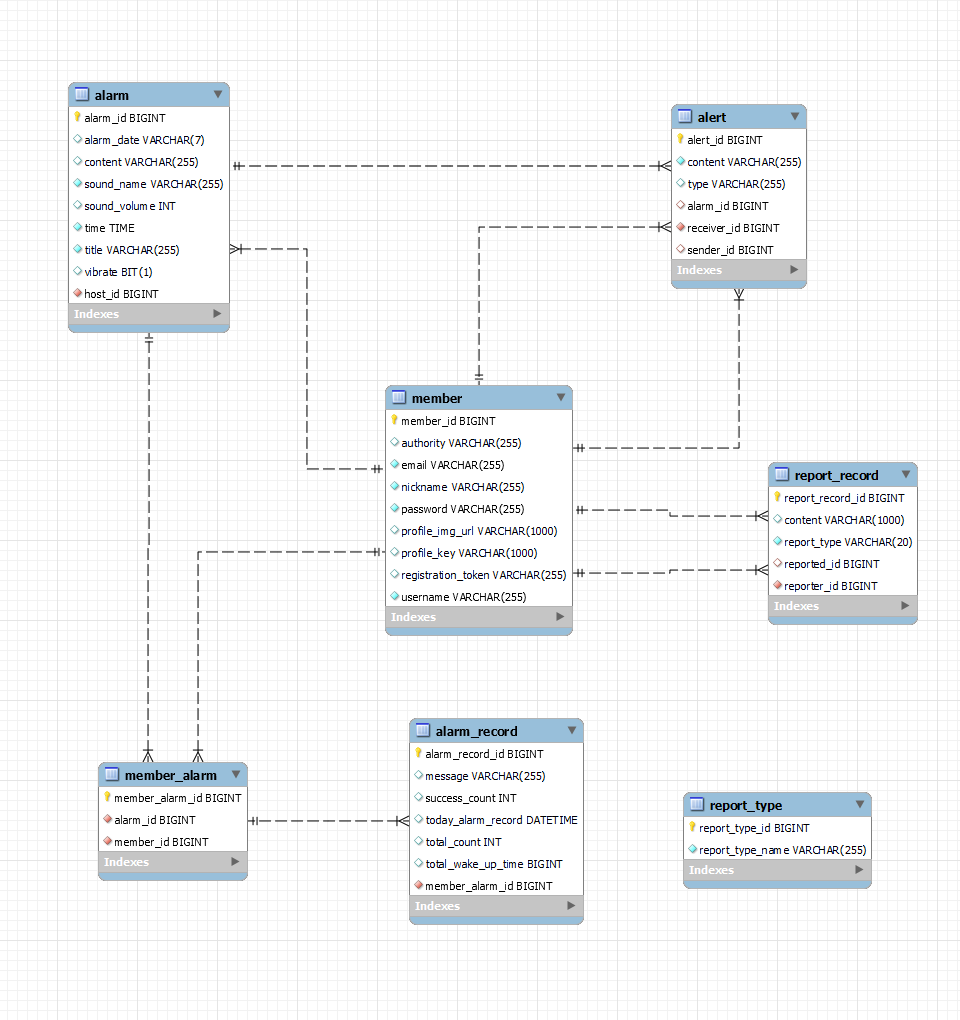 alarm
alarm_id BIGINT
alarm_date VARCHAR(7)
content VARCHAR(255)
sound_name VARCHAR(255)
sound_volume INT
time TIME
title VARCHAR(255)
vibrate BIT(1)
host_id BIGINT
Indexes
alert
alert_id BIGINT
content VARCHAR(255)
type VARCHAR(255)
alarm_id BIGINT
receiver_id BIGINT
sender_id BIGINT
Indexes
member
member_id BIGINT
authority VARCHAR(255)
email VARCHAR(255)
nickname VARCHAR(255)
password VARCHAR(255)
profile_img_url VARCHAR(1000)
profile_key VARCHAR(1000)
registration_token VARCHAR(255)
username VARCHAR(255)
Indexes
report_record
report_record_id BIGINT
content VARCHAR(1000)
report_type VARCHAR(20)
reported_id BIGINT
reporter_id BIGINT
Indexes
member_alarm
member_alarm_id BIGINT
alarm_id BIGINT
member_id BIGINT
Indexes
alarm_record
alarm_record_id BIGINT
message VARCHAR(255)
success_count INT
today_alarm_record DATETIME
total_count INT
total_wake_up_time BIGINT
member_alarm_id BIGINT
Indexes
report_type
report_type_id BIGINT
report_type_name VARCHAR(255)
Indexes